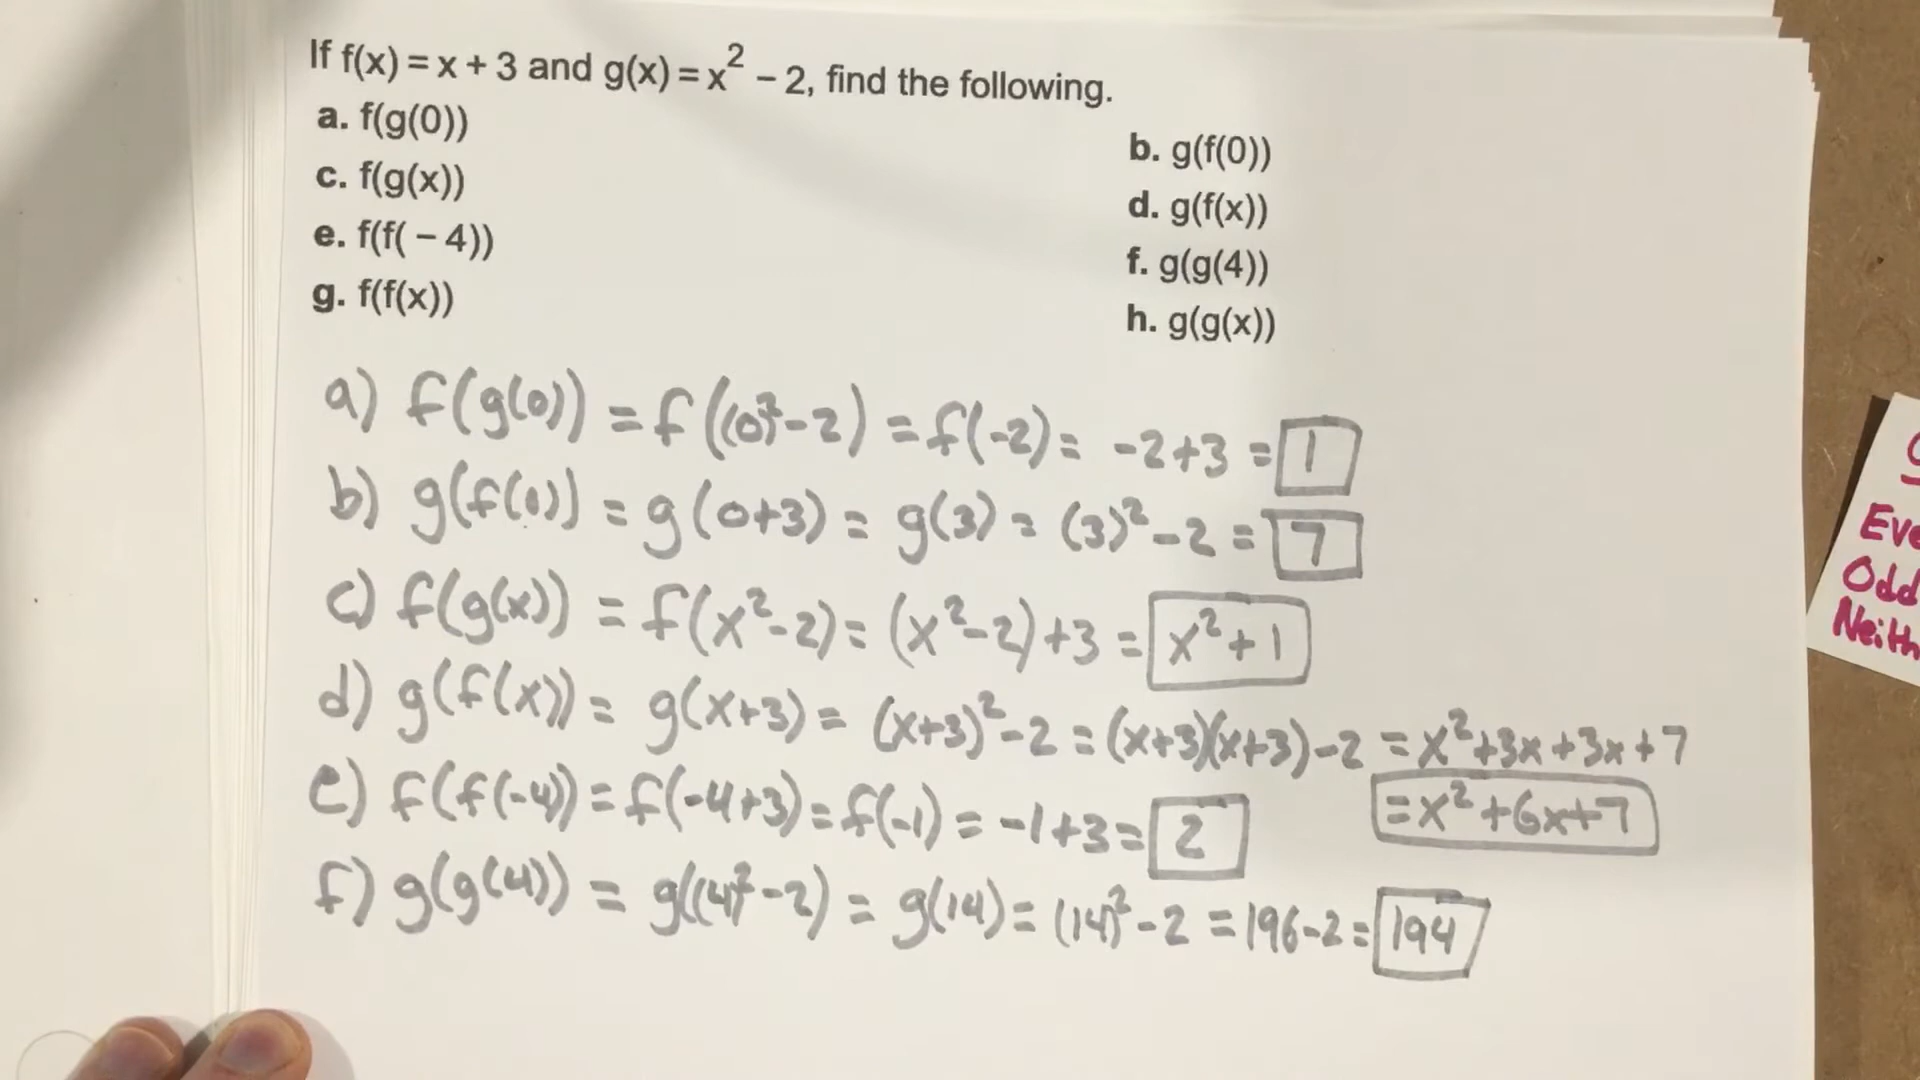 If f(x) = x + 3 and g(x) = x² − 2, find the following.
a. f(g(0))
b. g(f(0))
c. f(g(x))
d. g(f(x))
e. f(f( − 4))
f. g(g(4))
g. f(f(x))
h. g(g(x))
a) f(g(0)) = f((0)²-2) = f(-2) = -2+3 = 1
b) g(f(0)) = g(0+3) = g(3) = (3)²-2 = 7
c) f(g(x)) = f(x²-2) = (x²-2)+3 = x²+1
d) g(f(x)) = g(x+3) = (x+3)²-2 = (x+3)(x+3)-2 = x²+3x+3x+7
= x²+6x+7
e) f(f(-4)) = f(-4+3) = f(-1) = -1+3 = 2
f) g(g(4)) = g((4)²-2) = g(14) = (14)²-2 = 196-2 = 194
Eve
Odd
Neith